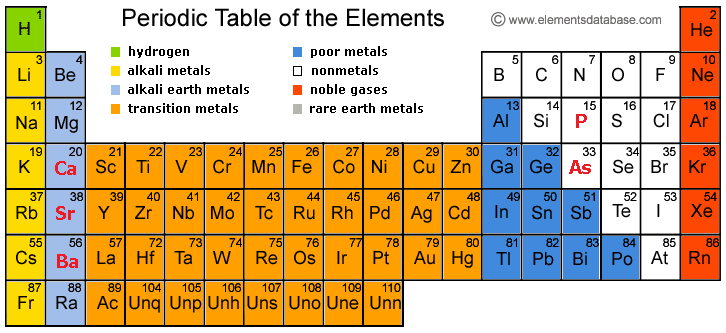 Periodic Table of the Elements
© www.elementsdatabase.com
hydrogen poor metals
alkali metals nonmetals
alkali earth metals noble gases
transition metals rare earth metals
1 2
H He
3 4 5 6 7 8 9 10
Li Be B C N O F Ne
11 12 13 14 15 16 17 18
Na Mg Al Si P S Cl Ar
19 20 21 22 23 24 25 26 27 28 29 30 31 32 33 34 35 36
K Ca Sc Ti V Cr Mn Fe Co Ni Cu Zn Ga Ge As Se Br Kr
37 38 39 40 41 42 43 44 45 46 47 48 49 50 51 52 53 54
Rb Sr Y Zr Nb Mo Tc Ru Rh Pd Ag Cd In Sn Sb Te I Xe
55 56 57 72 73 74 75 76 77 78 79 80 81 82 83 84 85 86
Cs Ba La Hf Ta W Re Os Ir Pt Au Hg Tl Pb Bi Po At Rn
87 88 89 104 105 106 107 108 109 110
Fr Ra Ac Unq Unp Unh Uns Uno Une Unn